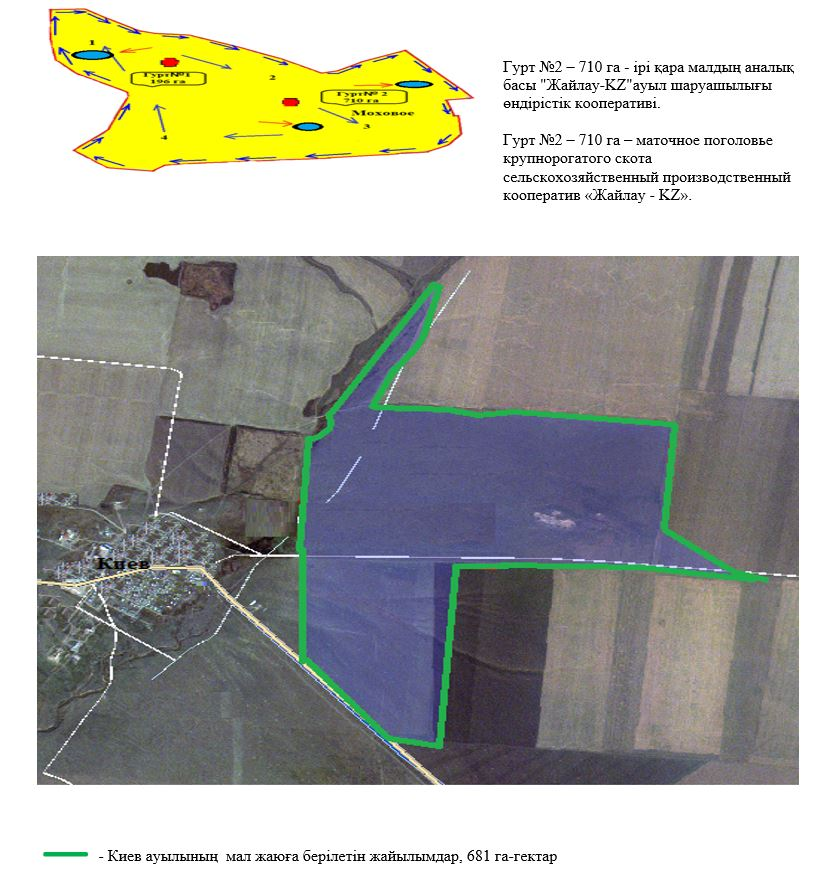 1
Гурт№1
196 га
2
Гурт№ 2
710 га
Моховое
3
4
Гурт №2 – 710 га - ірі қара малдың аналық
басы "Жайлау-KZ"ауыл шаруашылығы
өндірістік кооперативі.
Гурт №2 – 710 га – маточное поголовье
крупнорогатого скота
сельскохозяйственный производственный
кооператив «Жайлау - KZ».
Киев
- Киев ауылының мал жаюға берілетін жайылымдар, 681 га-гектар